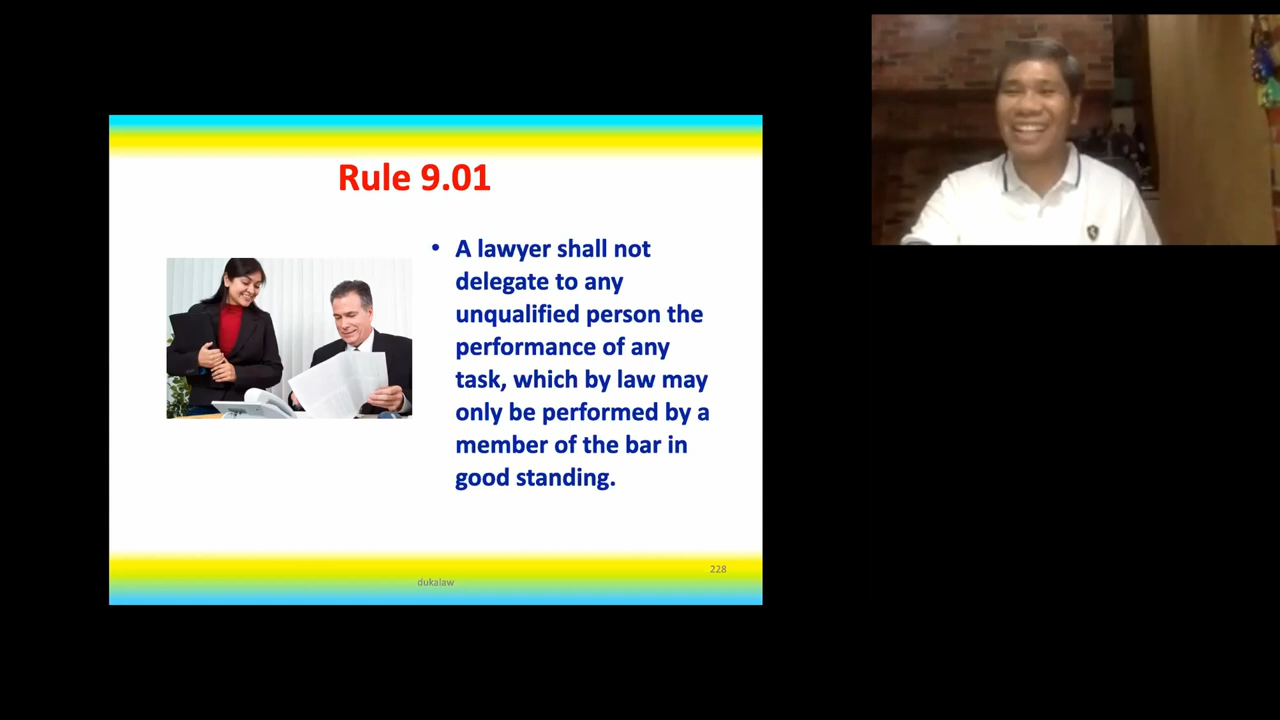 Rule 9.01
• A lawyer shall not
delegate to any
unqualified person the
performance of any
task, which by law may
only be performed by a
member of the bar in
good standing.
228
dukalaw